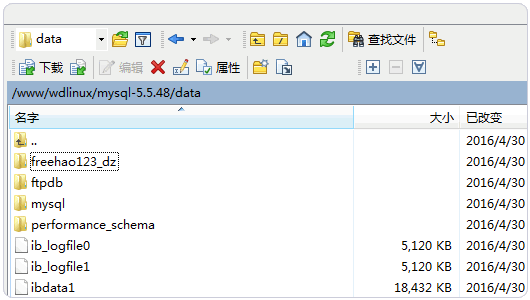 data 查找文件
下载 编辑 属性
/www/wdlinux/mysql-5.5.48/data
名字 大小 已改变
.. 2016/4/30
freehao123_dz 2016/4/30
ftpdb 2016/4/30
mysql 2016/4/30
performance_schema 2016/4/30
ib_logfile0 5,120 KB 2016/4/30
ib_logfile1 5,120 KB 2016/4/30
ibdata1 18,432 KB 2016/4/30